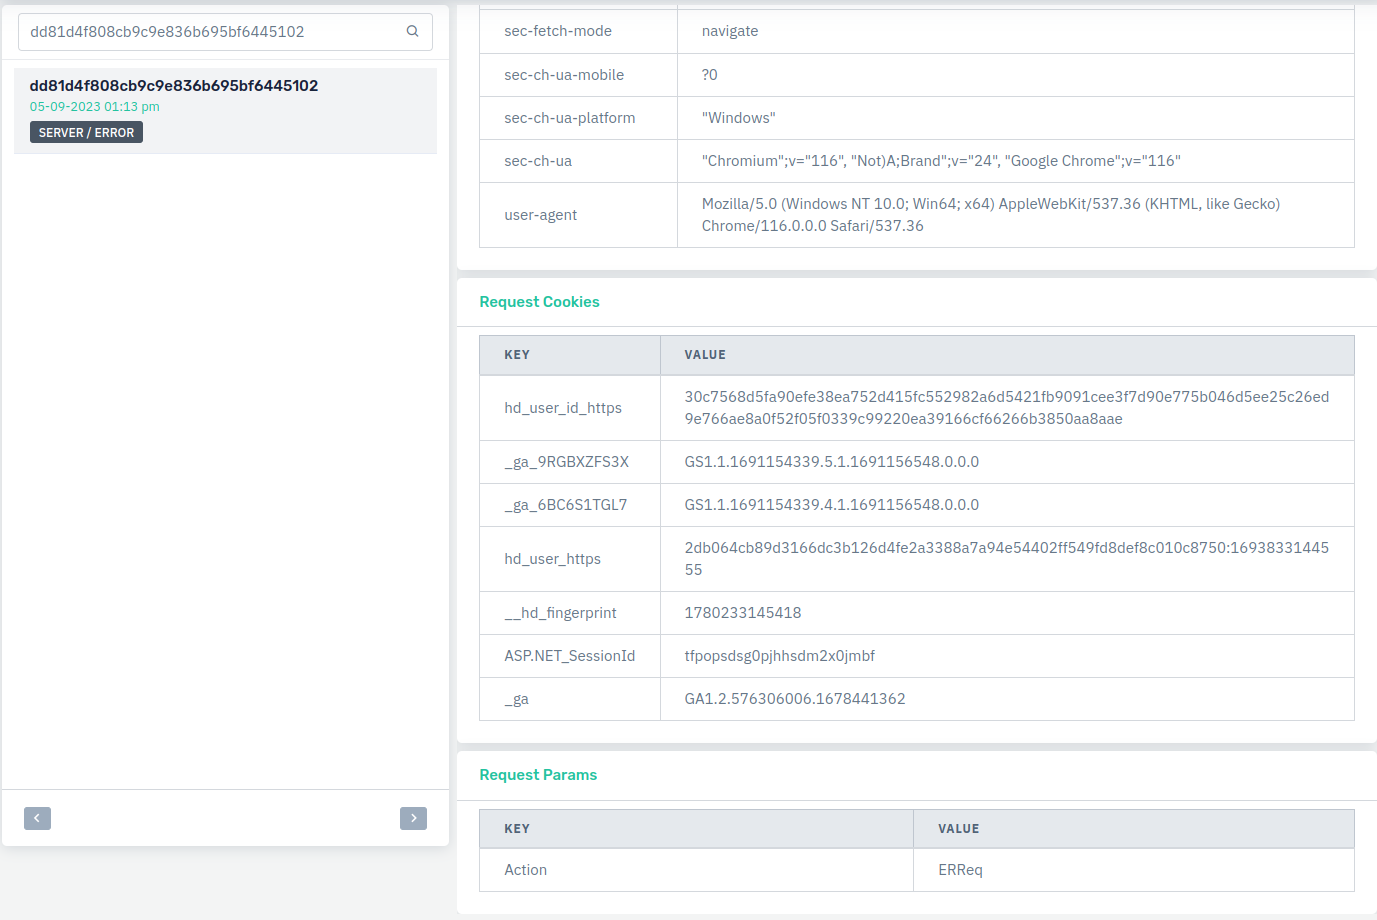 dd81d4f808cb9c9e836b695bf6445102
dd81d4f808cb9c9e836b695bf6445102
05-09-2023 01:13 pm
SERVER / ERROR
sec-fetch-mode navigate
sec-ch-ua-mobile ?0
sec-ch-ua-platform "Windows"
sec-ch-ua "Chromium";v="116", "Not)A;Brand";v="24", "Google Chrome";v="116"
user-agent Mozilla/5.0 (Windows NT 10.0; Win64; x64) AppleWebKit/537.36 (KHTML, like Gecko)
Chrome/116.0.0.0 Safari/537.36
Request Cookies
KEY VALUE
hd_user_id_https 30c7568d5fa90efe38ea752d415fc552982a6d5421fb9091cee3f7d90e775b046d5ee25c26ed
9e766ae8a0f52f05f0339c99220ea39166cf66266b3850aa8aae
_ga_9RGBXZFS3X GS1.1.1691154339.5.1.1691156548.0.0.0
_ga_6BC6S1TGL7 GS1.1.1691154339.4.1.1691156548.0.0.0
hd_user_https 2db064cb89d3166dc3b126d4fe2a3388a7a94e54402ff549fd8def8c010c8750:16938331445
55
__hd_fingerprint 1780233145418
ASP.NET_SessionId tfpopsdsg0pjhhsdm2x0jmbf
_ga GA1.2.576306006.1678441362
Request Params
KEY VALUE
Action ERReq